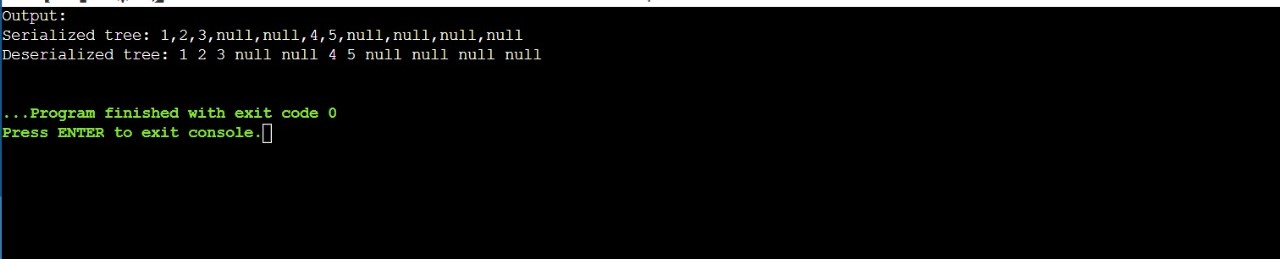 Output:
Serialized tree: 1,2,3,null,null,4,5,null,null,null,null
Deserialized tree: 1 2 3 null null 4 5 null null null null
...Program finished with exit code 0
Press ENTER to exit console.